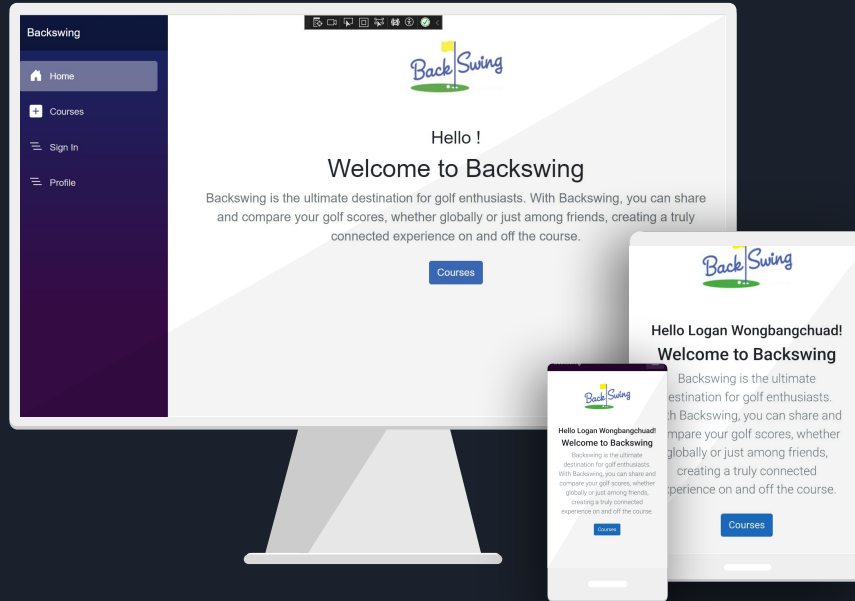 Backswing
Home
Courses
Sign In
Profile
Back Swing
Hello !
Welcome to Backswing
Backswing is the ultimate destination for golf enthusiasts. With Backswing, you can share
and compare your golf scores, whether globally or just among friends, creating a truly
connected experience on and off the course.
Courses
Back Swing
Hello Logan Wongbangchuad!
Welcome to Backswing
Backswing is the ultimate
destination for golf enthusiasts.
With Backswing, you can share and
compare your golf scores, whether
globally or just among friends,
creating a truly connected
experience on and off the course.
Courses
Back Swing
Hello Logan Wongbangchuad!
Welcome to Backswing
Backswing is the ultimate
estination for golf enthusiasts.
h Backswing, you can share and
mpare your golf scores, whether
globally or just among friends,
creating a truly connected
perience on and off the course.
Courses